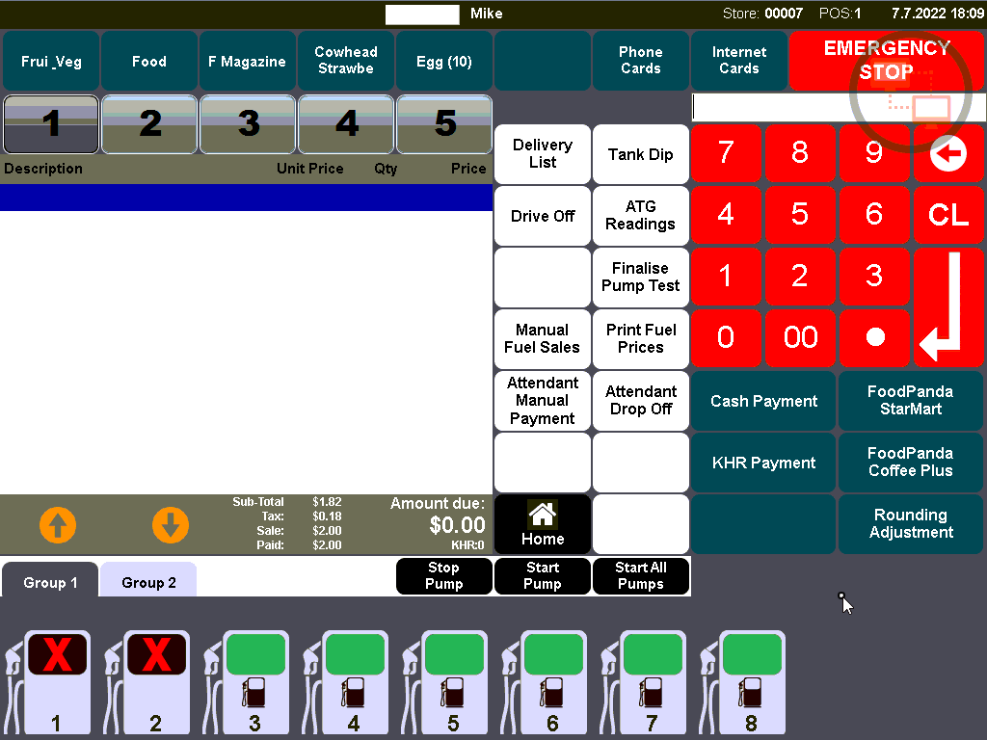 Mike
Store: 00007 POS:1 7.7.2022 18:09
Frui_Veg
Food
F Magazine
Cowhead
Strawbe
Egg (10)
Phone
Cards
Internet
Cards
EMERGENCY
STOP
1
2
3
4
5
Description Unit Price Qty Price
Delivery
List
Tank Dip
Drive Off
ATG
Readings
Finalise
Pump Test
Manual
Fuel Sales
Print Fuel
Prices
Attendant
Manual
Payment
Attendant
Drop Off
Home
7 8 9
4 5 6 CL
1 2 3
0 00
Cash Payment
FoodPanda
StarMart
KHR Payment
FoodPanda
Coffee Plus
Rounding
Adjustment
Sub-Total $1.82
Tax: $0.18
Sale: $2.00
Paid: $2.00
Amount due:
$0.00
KHR:0
Group 1
Group 2
Stop
Pump
Start
Pump
Start All
Pumps
X
X
1 2 3 4 5 6 7 8